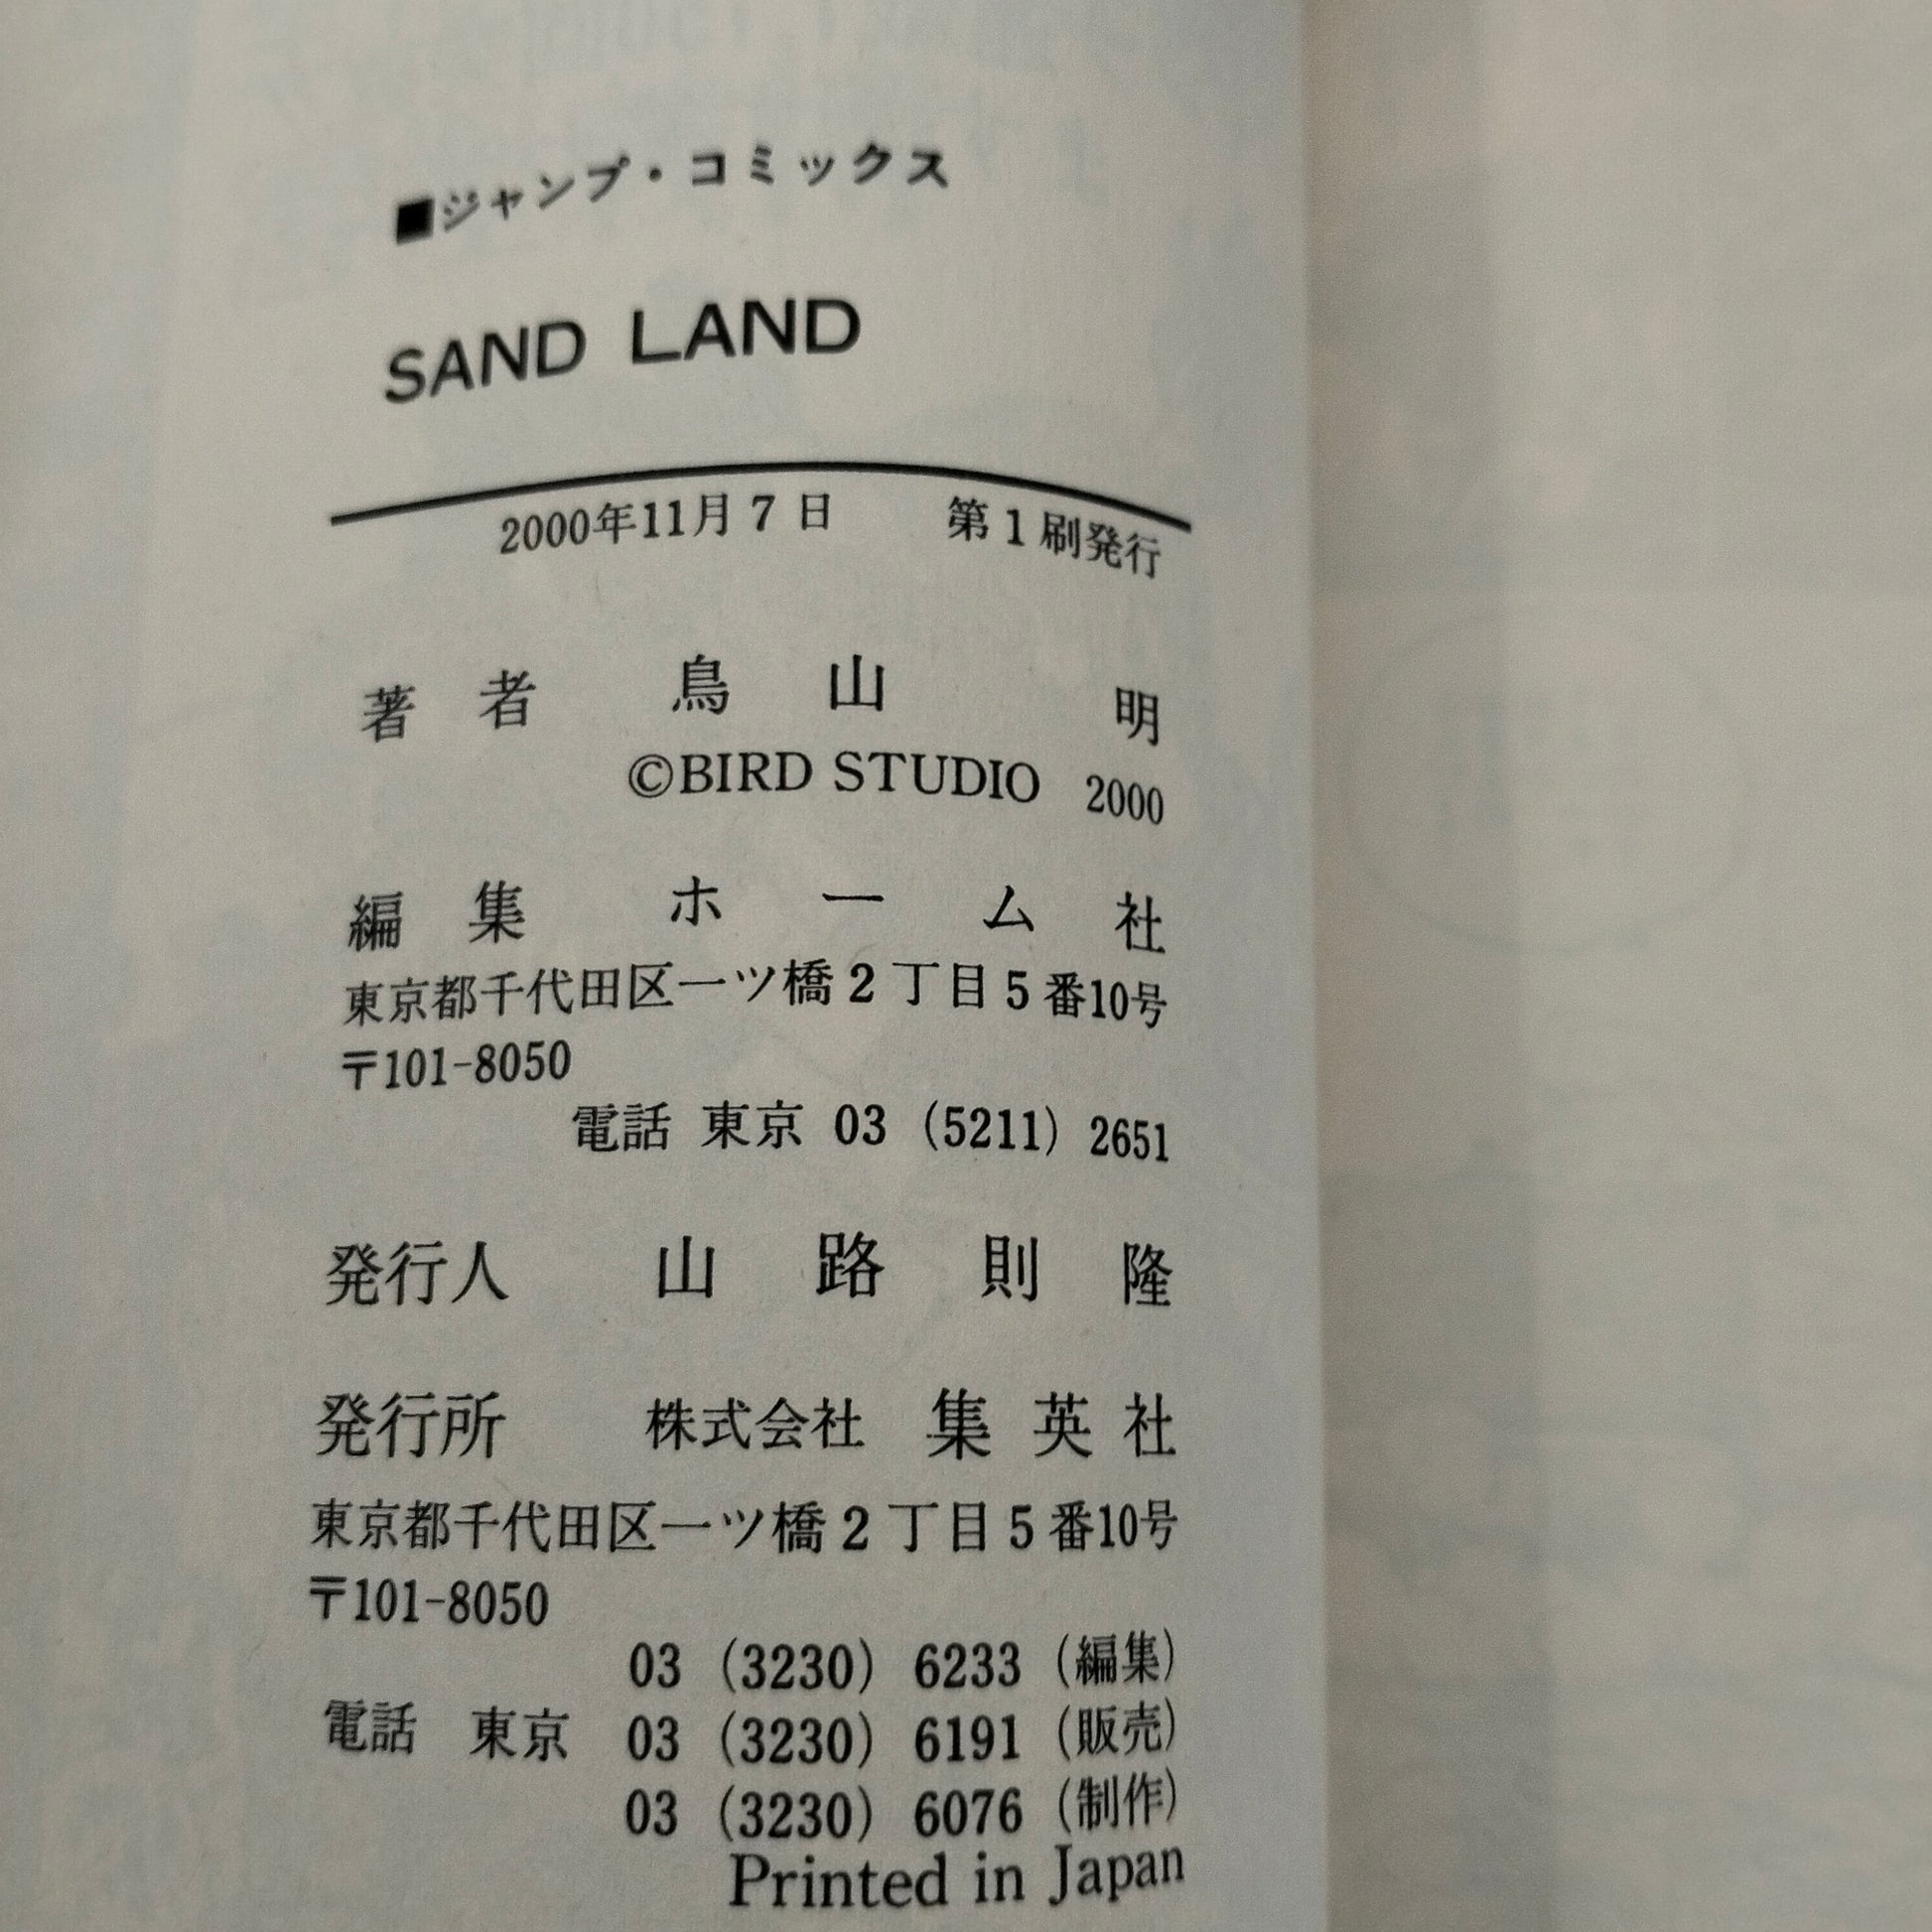 ■ジャンプ・コミックス
SAND LAND
2000年11月7日 第1刷発行
著者 鳥山 明
©BIRD STUDIO 2000
編集 ホーム社
東京都千代田区一ツ橋2丁目5番10号
〒101-8050
電話 東京 03 (5211) 2651
発行人 山路則隆
発行所 株式会社 集英社
東京都千代田区一ツ橋2丁目5番10号
〒101-8050
03 (3230) 6233 (編集)
電話 東京 03 (3230) 6191 (販売)
03 (3230) 6076 (制作)
Printed in Japan